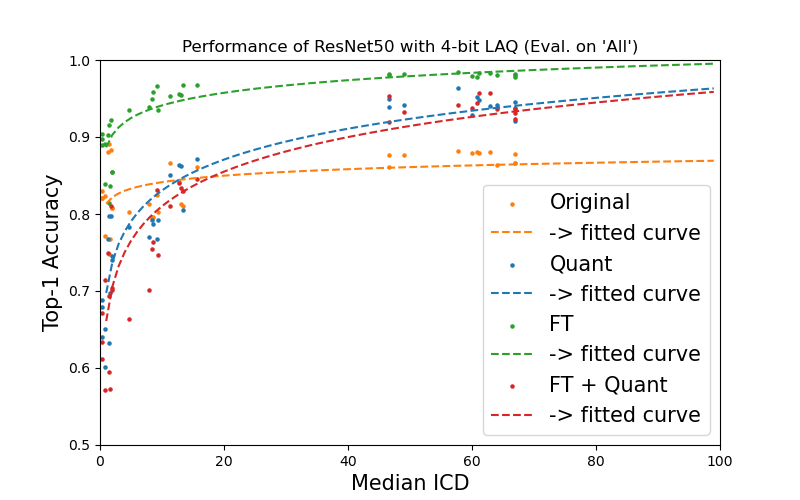 Performance of ResNet50 with 4-bit LAQ (Eval. on 'All')
1.0
0.9
0.8
0.7
0.6
0.5
Top-1 Accuracy
Original
-> fitted curve
Quant
-> fitted curve
FT
-> fitted curve
FT + Quant
-> fitted curve
0
20
40
60
80
100
Median ICD